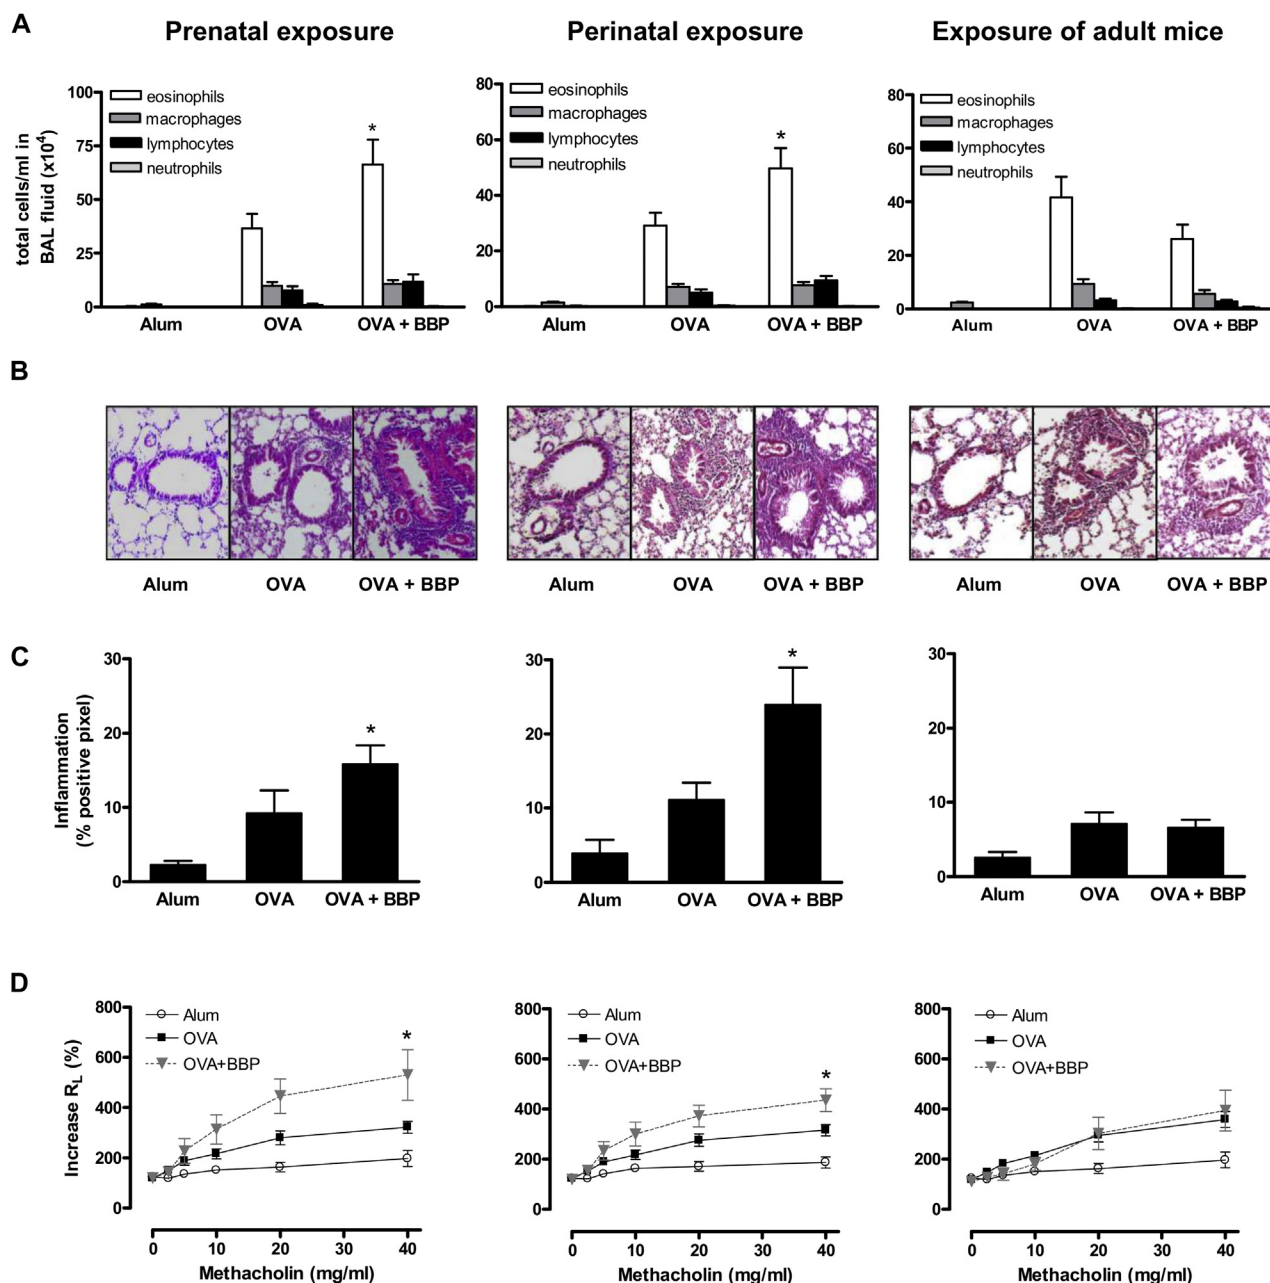 A
Prenatal exposure
Perinatal exposure
Exposure of adult mice
total cells/ml in
BAL fluid (x10⁴)
100
75
50
25
0
eosinophils
macrophages
lymphocytes
neutrophils
*
Alum
OVA
OVA + BBP
80
60
40
20
0
eosinophils
macrophages
lymphocytes
neutrophils
*
Alum
OVA
OVA + BBP
80
60
40
20
0
eosinophils
macrophages
lymphocytes
neutrophils
Alum
OVA
OVA + BBP
B
Alum
OVA
OVA + BBP
Alum
OVA
OVA + BBP
Alum
OVA
OVA + BBP
C
Inflammation
(% positive pixel)
30
20
10
0
*
Alum
OVA
OVA + BBP
30
20
10
0
*
Alum
OVA
OVA + BBP
30
20
10
0
Alum
OVA
OVA + BBP
D
Increase R_L (%)
800
600
400
200
0
Alum
OVA
OVA+BBP
*
0
10
20
30
40
Methacholin (mg/ml)
800
600
400
200
0
Alum
OVA
OVA+BBP
*
0
10
20
30
40
Methacholin (mg/ml)
800
600
400
200
0
Alum
OVA
OVA+BBP
0
10
20
30
40
Methacholin (mg/ml)